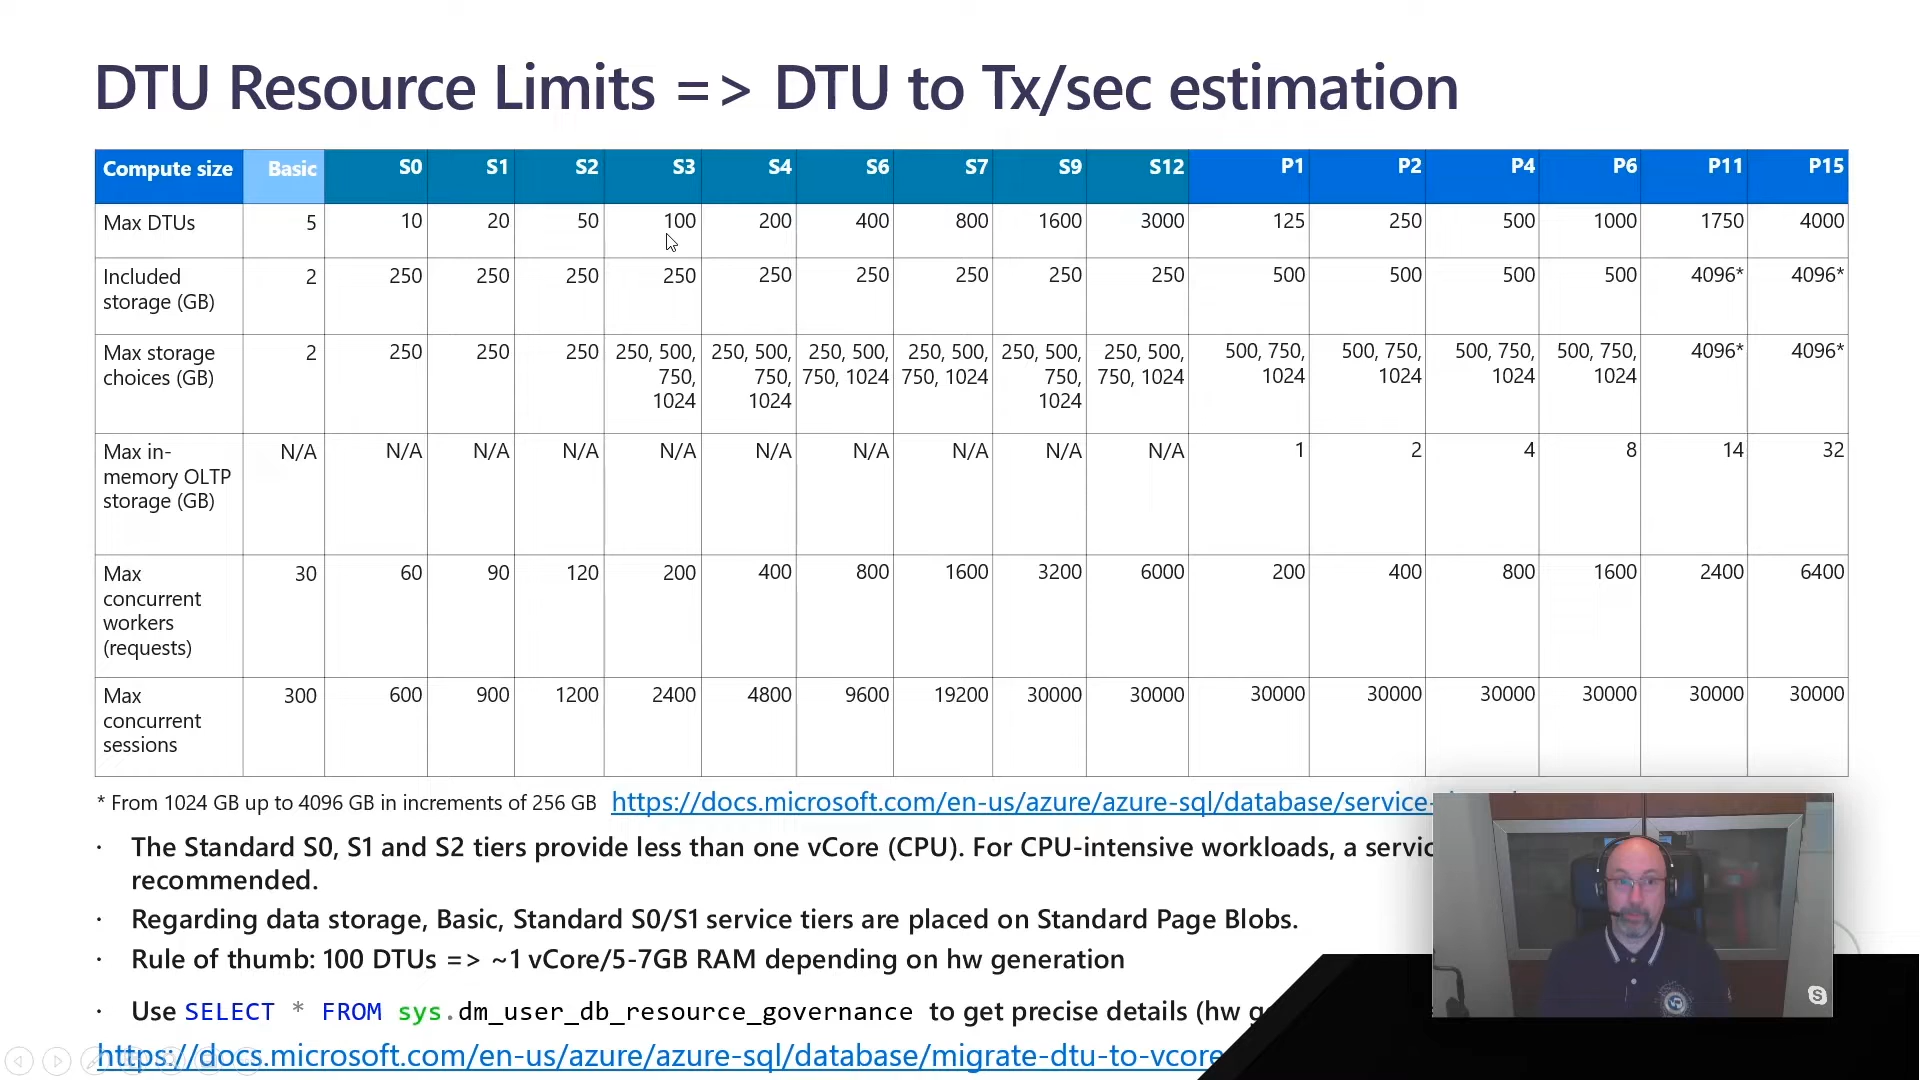 DTU Resource Limits => DTU to Tx/sec estimation
Compute size Basic S0 S1 S2 S3 S4 S6 S7 S9 S12 P1 P2 P4 P6 P11 P15
Max DTUs 5 10 20 50 100 200 400 800 1600 3000 125 250 500 1000 1750 4000
Included storage (GB) 2 250 250 250 250 250 250 250 250 250 500 500 500 500 4096* 4096*
Max storage choices (GB) 2 250 250 250 250, 500, 750, 1024 250, 500, 750, 1024 250, 500, 750, 1024 250, 500, 750, 1024 250, 500, 750, 1024 250, 500, 750, 1024 500, 750, 1024 500, 750, 1024 500, 750, 1024 500, 750, 1024 4096* 4096*
Max in-memory OLTP storage (GB) N/A N/A N/A N/A N/A N/A N/A N/A N/A N/A 1 2 4 8 14 32
Max concurrent workers (requests) 30 60 90 120 200 400 800 1600 3200 6000 200 400 800 1600 2400 6400
Max concurrent sessions 300 600 900 1200 2400 4800 9600 19200 30000 30000 30000 30000 30000 30000 30000 30000
* From 1024 GB up to 4096 GB in increments of 256 GB https://docs.microsoft.com/en-us/azure/azure-sql/database/service-
· The Standard S0, S1 and S2 tiers provide less than one vCore (CPU). For CPU-intensive workloads, a servic
recommended.
· Regarding data storage, Basic, Standard S0/S1 service tiers are placed on Standard Page Blobs.
· Rule of thumb: 100 DTUs => ~1 vCore/5-7GB RAM depending on hw generation
· Use SELECT * FROM sys.dm_user_db_resource_governance to get precise details (hw g
https://docs.microsoft.com/en-us/azure/azure-sql/database/migrate-dtu-to-vcore